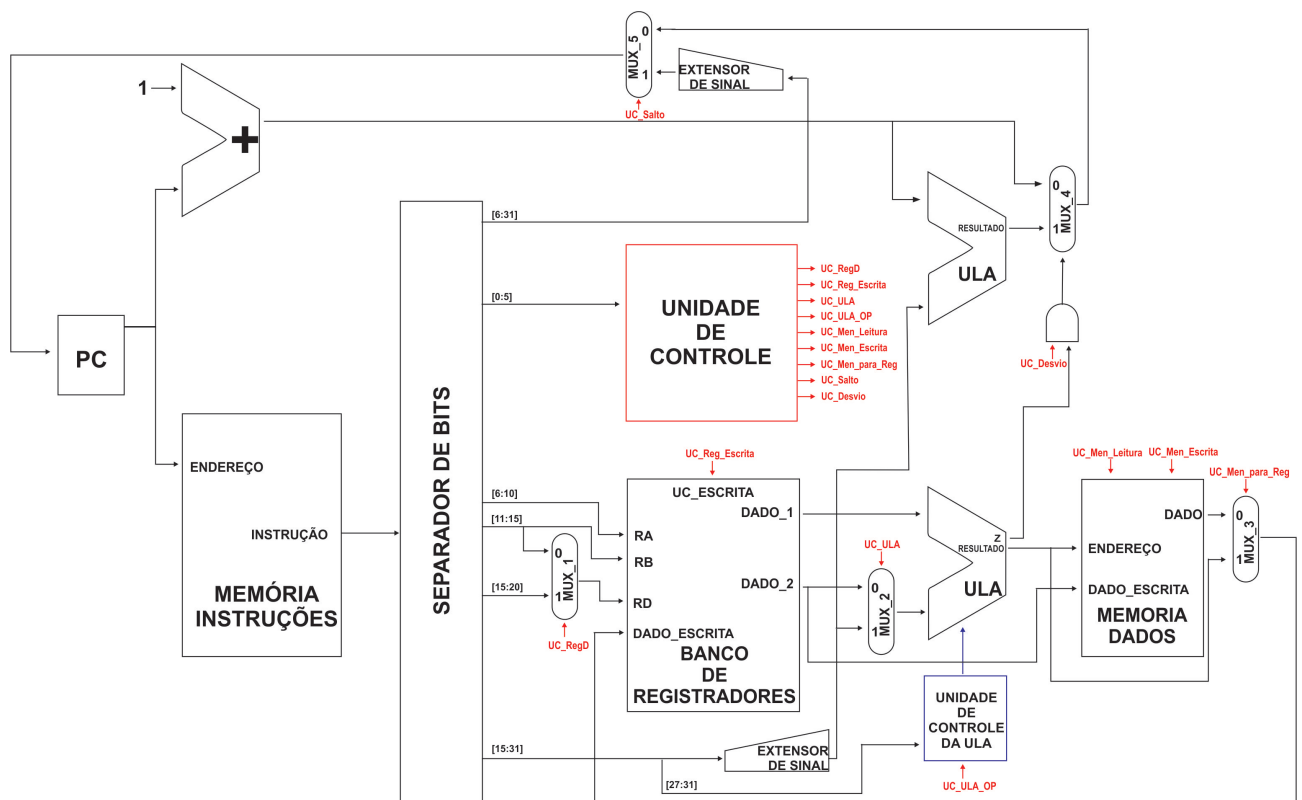 MUX_5
0
1
EXTENSOR
DE SINAL
UC_Salto
1
+
[6:31]
0
1
MUX_4
RESULTADO
ULA
[0:5]
UNIDADE
DE
CONTROLE
UC_RegD
UC_Reg_Escrita
UC_ULA
UC_ULA_OP
UC_Men_Leitura
UC_Men_Escrita
UC_Men_para_Reg
UC_Salto
UC_Desvio
UC_Desvio
PC
ENDEREÇO
INSTRUÇÃO
MEMÓRIA
INSTRUÇÕES
SEPARADOR DE BITS
[6:10]
[11:15]
[15:20]
0
1
MUX_1
UC_RegD
UC_Reg_Escrita
UC_ESCRITA
DADO_1
RA
RB
DADO_2
RD
DADO_ESCRITA
BANCO
DE
REGISTRADORES
UC_ULA
0
1
MUX_2
Z
RESULTADO
ULA
UC_Men_Leitura
UC_Men_Escrita
UC_Men_para_Reg
DADO
ENDEREÇO
DADO_ESCRITA
MEMORIA
DADOS
0
1
MUX_3
UNIDADE
DE
CONTROLE
DA ULA
UC_ULA_OP
[15:31]
EXTENSOR
DE SINAL
[27:31]